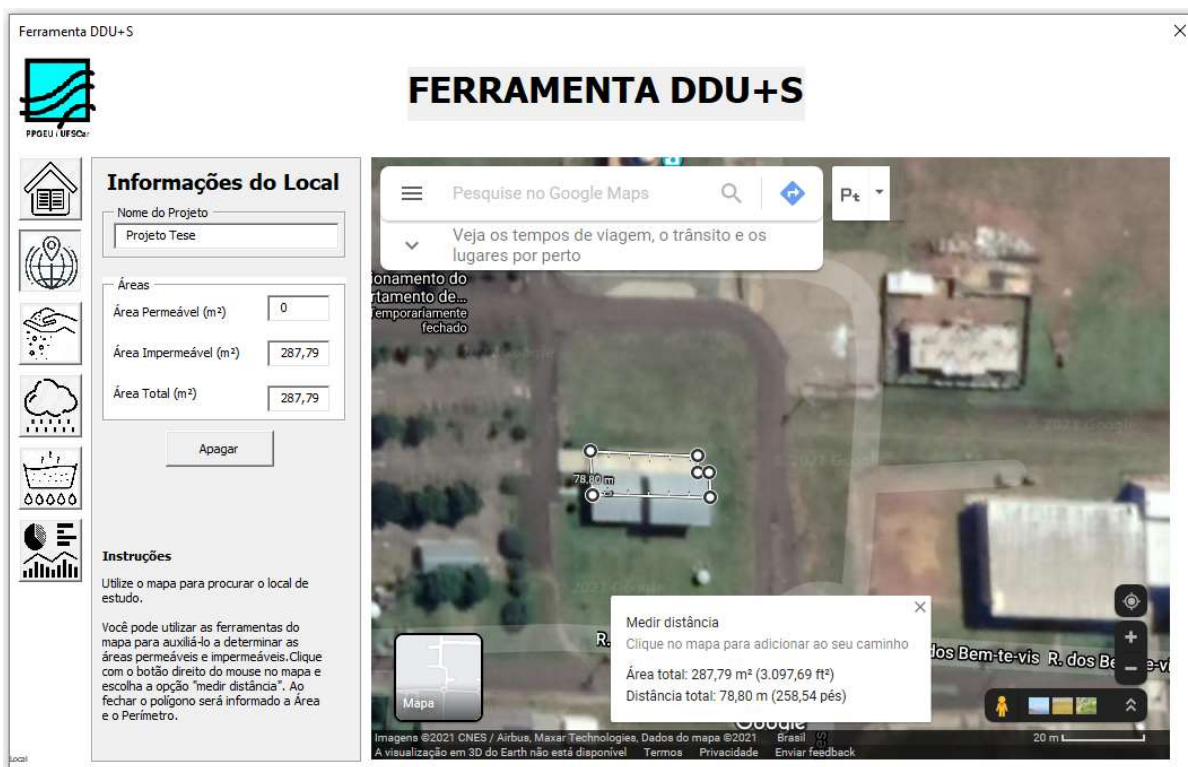 Ferramenta DDU+S
FERRAMENTA DDU+S
PPGEU / UFSCar
Informações do Local
Nome do Projeto
Projeto Tese
Áreas
Área Permeável (m²)
0
Área Impermeável (m²)
287,79
Área Total (m²)
287,79
Apagar
Instruções
Utilize o mapa para procurar o local de
estudo.
Você pode utilizar as ferramentas do
mapa para auxiliá-lo a determinar as
áreas permeáveis e impermeáveis.Clique
com o botão direito do mouse no mapa e
escolha a opção "medir distância". Ao
fechar o polígono será informado a Área
e o Perímetro.
Local
Pesquise no Google Maps
Veja os tempos de viagem, o trânsito e os
lugares por perto
ionamento do
rtamento de...
Temporariamente
fechado
78,80 m
Medir distância
Clique no mapa para adicionar ao seu caminho
Área total: 287,79 m² (3.097,69 ft²)
Distância total: 78,80 m (258,54 pés)
R.
dos Bem-te-vis R. dos Be
e-vi
Mapa
Google
Imagens ©2021 CNES / Airbus, Maxar Technologies, Dados do mapa ©2021 Brasil
20 m
A visualização em 3D do Earth não está disponível Termos Privacidade Enviar feedback